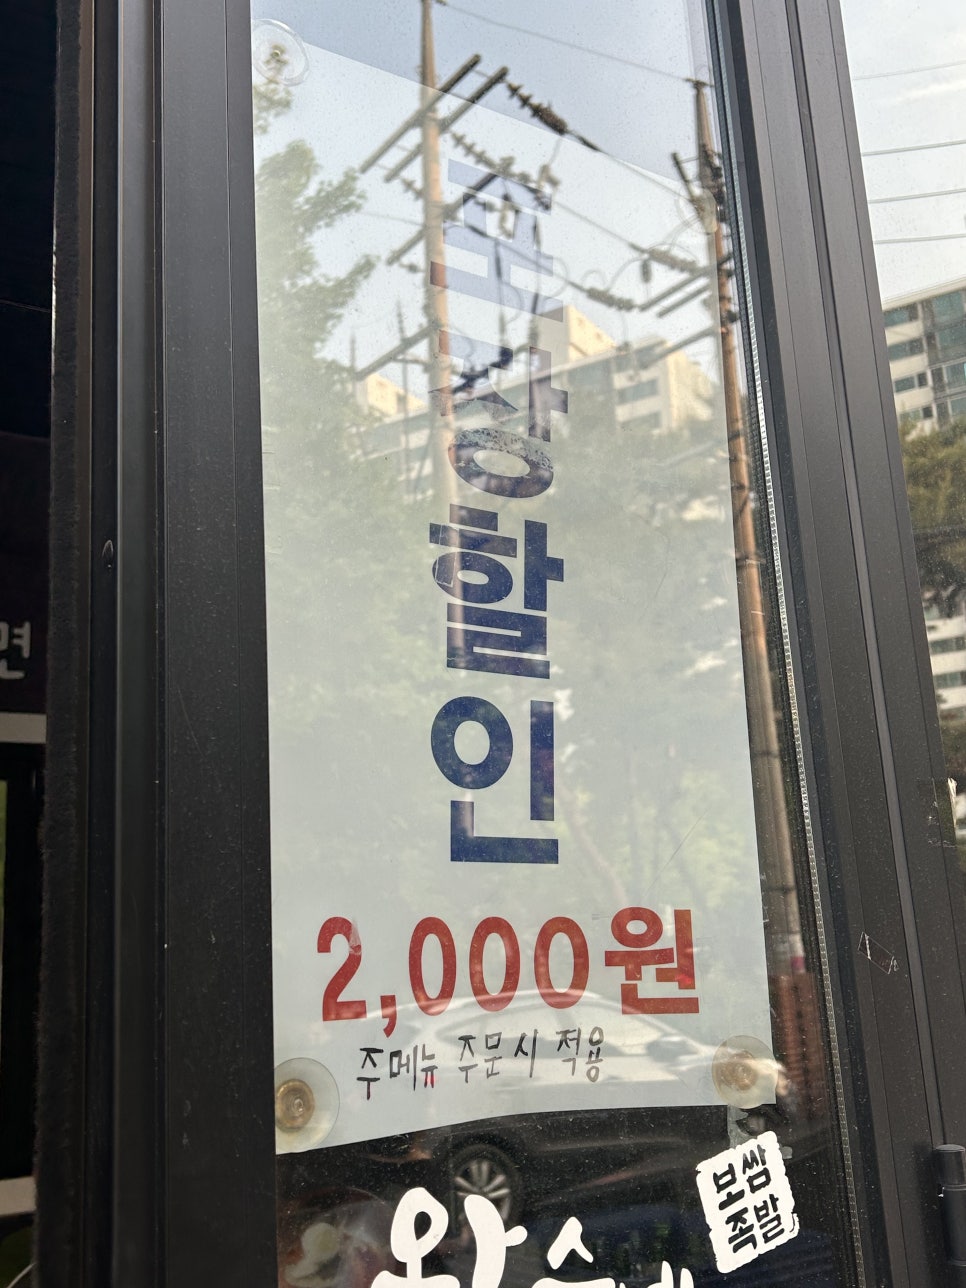 포장할인
2,000원
주메뉴 주문시 적용
보쌈
족발
면